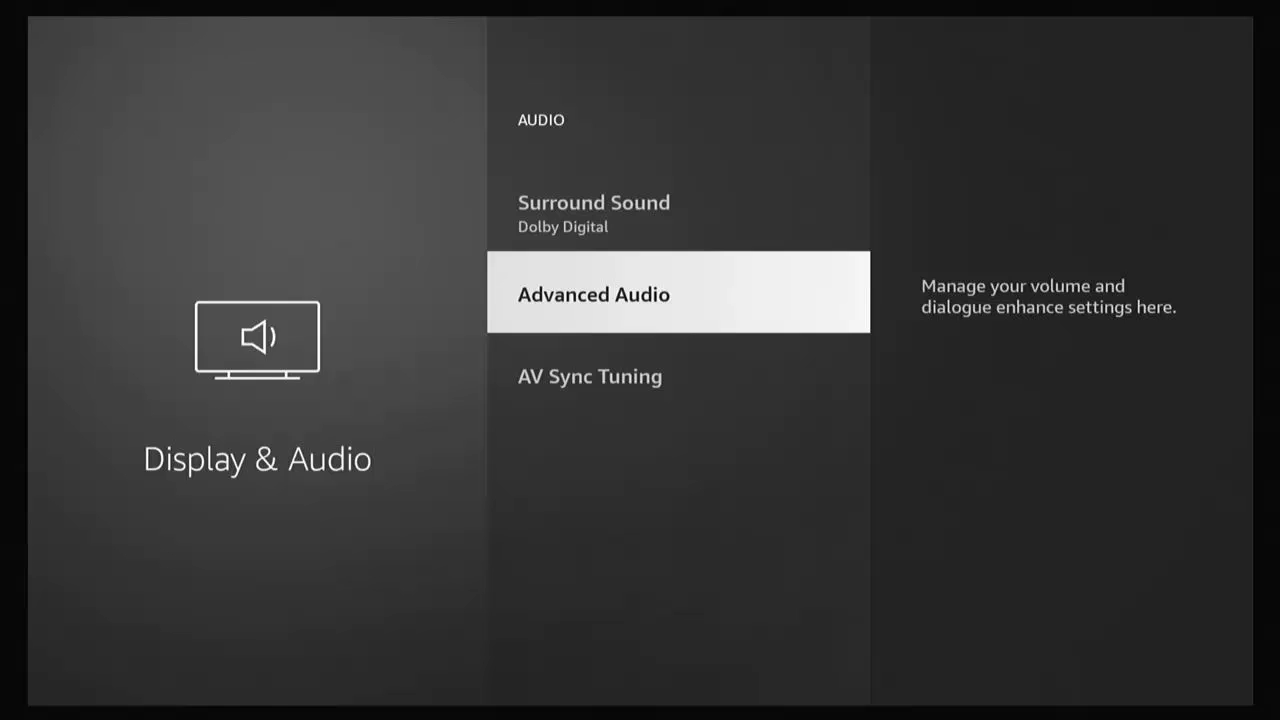 Display & Audio
AUDIO
Surround Sound
Dolby Digital
Advanced Audio
AV Sync Tuning
Manage your volume and
dialogue enhance settings here.